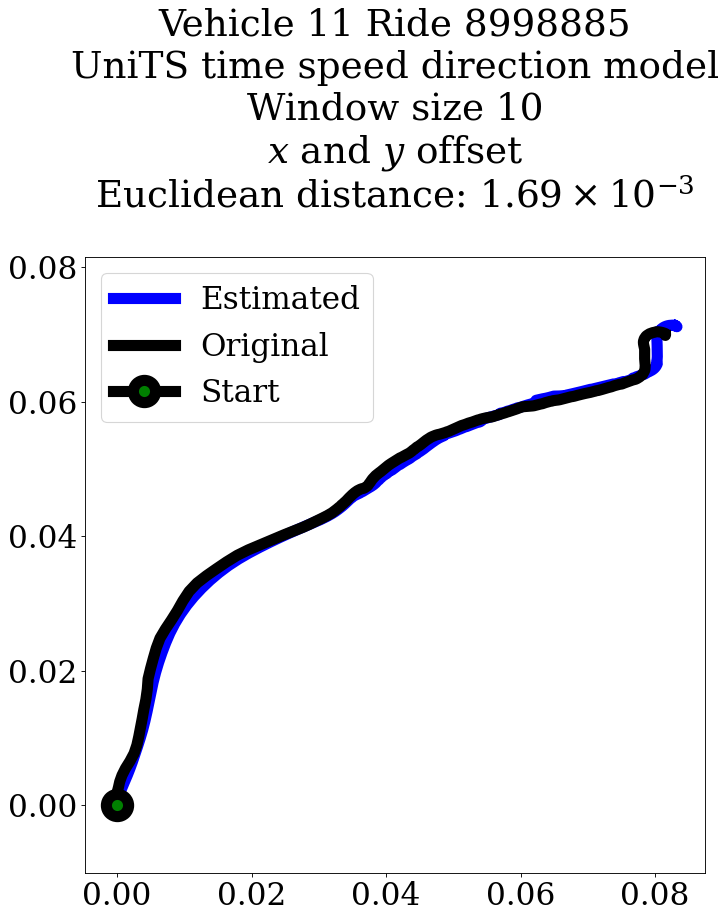 Vehicle 11 Ride 8998885
UniTS time speed direction model
Window size 10
x and y offset
Euclidean distance: 1.69 × 10⁻³
0.08
0.06
0.04
0.02
0.00
Estimated
Original
Start
0.00 0.02 0.04 0.06 0.08